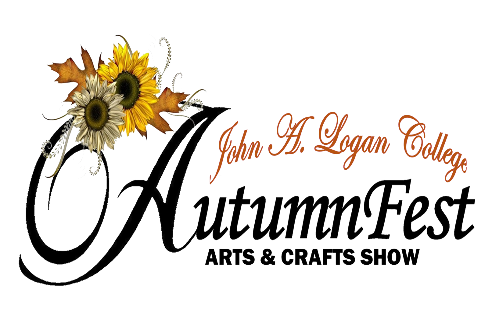 John A. Logan College
AutumnFest
ARTS & CRAFTS SHOW